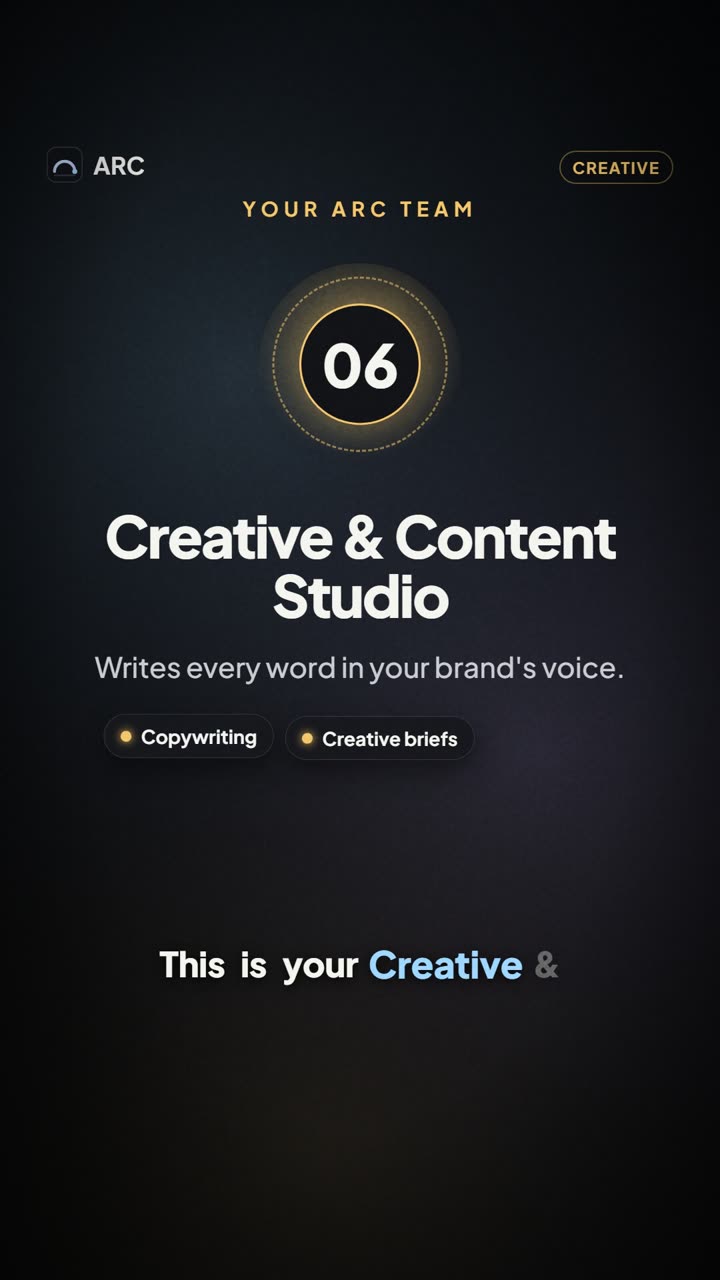 ARC
CREATIVE
YOUR ARC TEAM
06
Creative & Content
Studio
Writes every word in your brand's voice.
Copywriting
Creative briefs
This is your Creative &